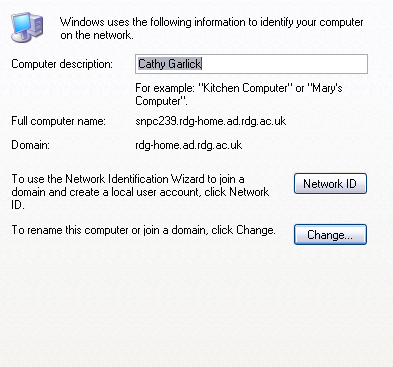 Windows uses the following information to identify your computer
on the network.
Computer description: Cathy Garlick
For example: "Kitchen Computer" or "Mary's
Computer".
Full computer name: snpc239.rdg-home.ad.rdg.ac.uk
Domain: rdg-home.ad.rdg.ac.uk
To use the Network Identification Wizard to join a
domain and create a local user account, click Network
ID.
Network ID
To rename this computer or join a domain, click Change.
Change...